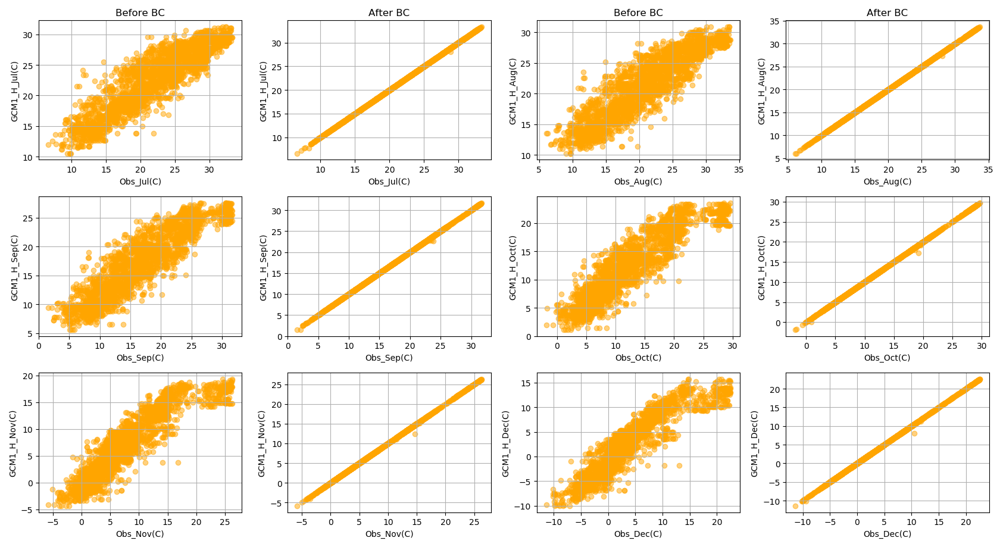 Before BC
After BC
Before BC
After BC
GCM1_H_Jul(C)
30
25
20
15
10
10 15 20 25 30
Obs_Jul(C)
GCM1_H_Jul(C)
30
25
20
15
10
10 15 20 25 30
Obs_Jul(C)
GCM1_H_Aug(C)
30
25
20
15
10
5 10 15 20 25 30 35
Obs_Aug(C)
GCM1_H_Aug(C)
35
30
25
20
15
10
5
5 10 15 20 25 30 35
Obs_Aug(C)
GCM1_H_Sep(C)
25
20
15
10
5
0 5 10 15 20 25 30
Obs_Sep(C)
GCM1_H_Sep(C)
30
25
20
15
10
5
0
0 5 10 15 20 25 30
Obs_Sep(C)
GCM1_H_Oct(C)
20
15
10
5
0
0 5 10 15 20 25 30
Obs_Oct(C)
GCM1_H_Oct(C)
30
25
20
15
10
5
0
0 5 10 15 20 25 30
Obs_Oct(C)
GCM1_H_Nov(C)
20
15
10
5
0
−5
−5 0 5 10 15 20 25
Obs_Nov(C)
GCM1_H_Nov(C)
25
20
15
10
5
0
−5
−5 0 5 10 15 20 25
Obs_Nov(C)
GCM1_H_Dec(C)
15
10
5
0
−5
−10
−10 −5 0 5 10 15 20
Obs_Dec(C)
GCM1_H_Dec(C)
20
15
10
5
0
−5
−10
−10 −5 0 5 10 15 20
Obs_Dec(C)